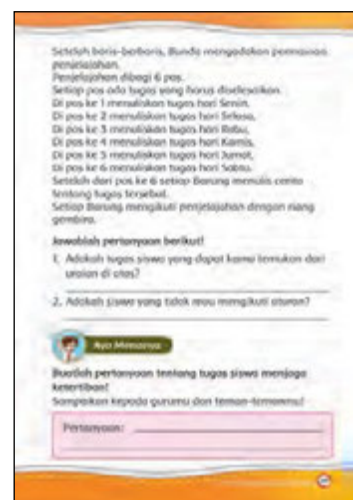 Setelah baris-berbaris, Bunda mengadakan permainan
penjelajahan.
Penjelajahan dibagi 6 pos.
Setiap pos ada tugas yang harus diselesaikan.
Di pos ke 1 menuliskan tugas hari Senin,
Di pos ke 2 menuliskan tugas hari Selasa,
Di pos ke 3 menuliskan tugas hari Rabu,
Di pos ke 4 menuliskan tugas hari Kamis,
Di pos ke 5 menuliskan tugas hari Jumat,
Di pos ke 6 menuliskan tugas hari Sabtu.
Setelah dari pos ke 6 setiap Barung menulis cerita
tentang tugas tersebut.
Setiap Barung mengikuti penjelajahan dengan riang
gembira.
Jawablah pertanyaan berikut!
1. Adakah tugas siswa yang dapat kamu temukan dari
uraian di atas?
2. Adakah siswa yang tidak mau mengikuti aturan?
Ayo Menanya
Buatlah pertanyaan tentang tugas siswa menjaga
ketertiban!
Sampaikan kepada gurumu dan teman-temanmu!
Pertanyaan: